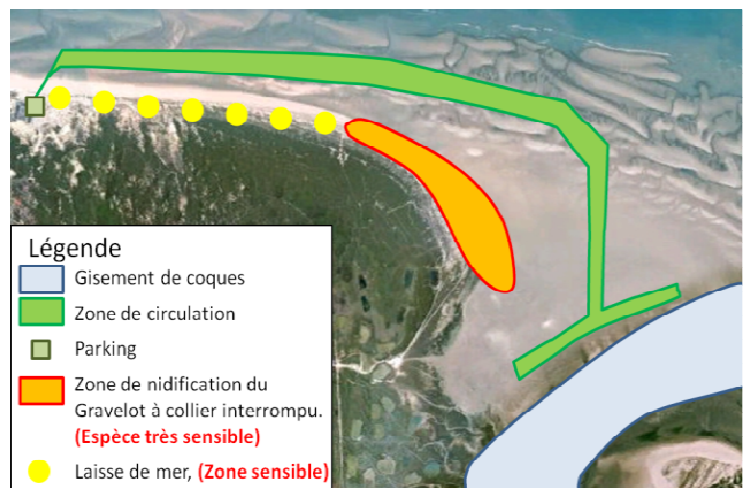 Légende
Gisement de coques
Zone de circulation
Parking
Zone de nidification du
Gravelot à collier interrompu.
(Espèce très sensible)
Laisse de mer, (Zone sensible)